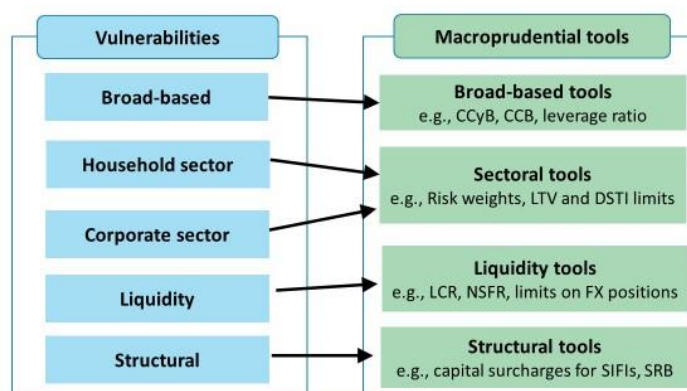 Vulnerabilities
Broad-based
Household sector
Corporate sector
Liquidity
Structural
Macroprudential tools
Broad-based tools
e.g., CCyB, CCB, leverage ratio
Sectoral tools
e.g., Risk weights, LTV and DSTI limits
Liquidity tools
e.g., LCR, NSFR, limits on FX positions
Structural tools
e.g., capital surcharges for SIFIs, SRB